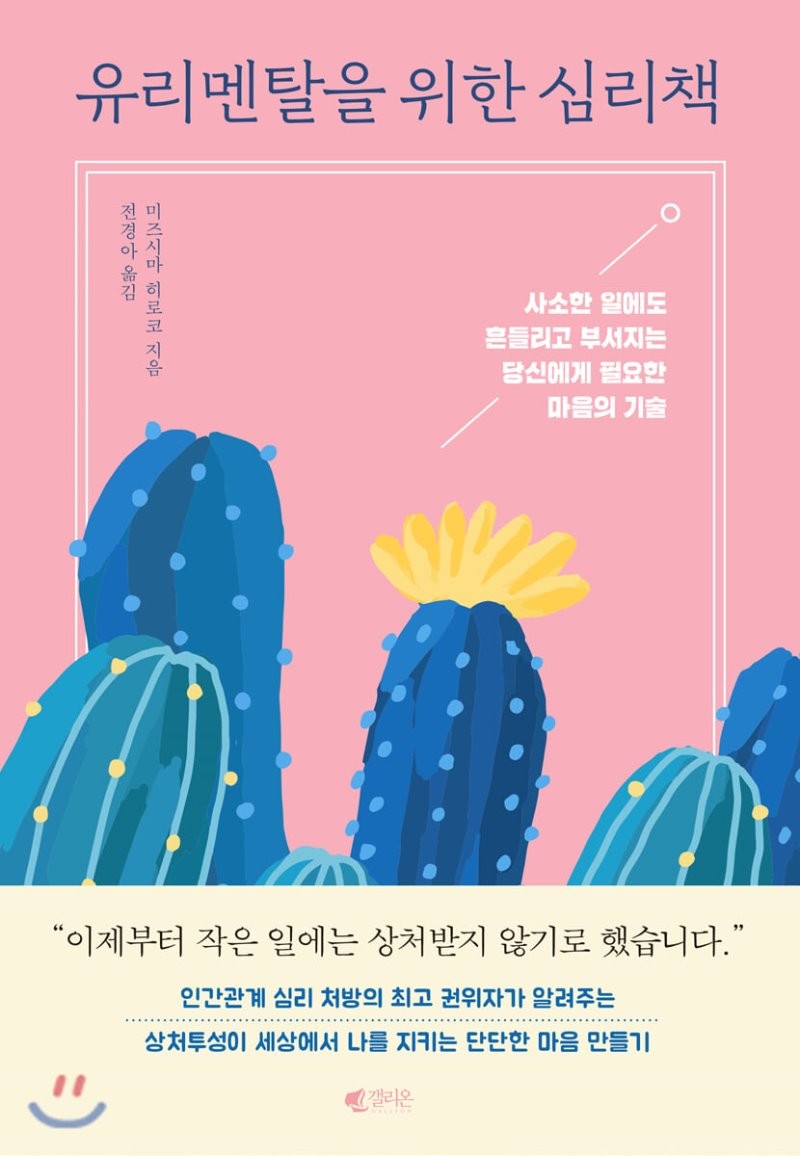 유리멘탈을 위한 심리책
미즈시마 히로코 지음
전경아 옮김
사소한 일에도
흔들리고 부서지는
당신에게 필요한
마음의 기술
“이제부터 작은 일에는 상처받지 않기로 했습니다.”
인간관계 심리 처방의 최고 권위자가 알려주는
상처투성이 세상에서 나를 지키는 단단한 마음 만들기
갤리온
GALLEON